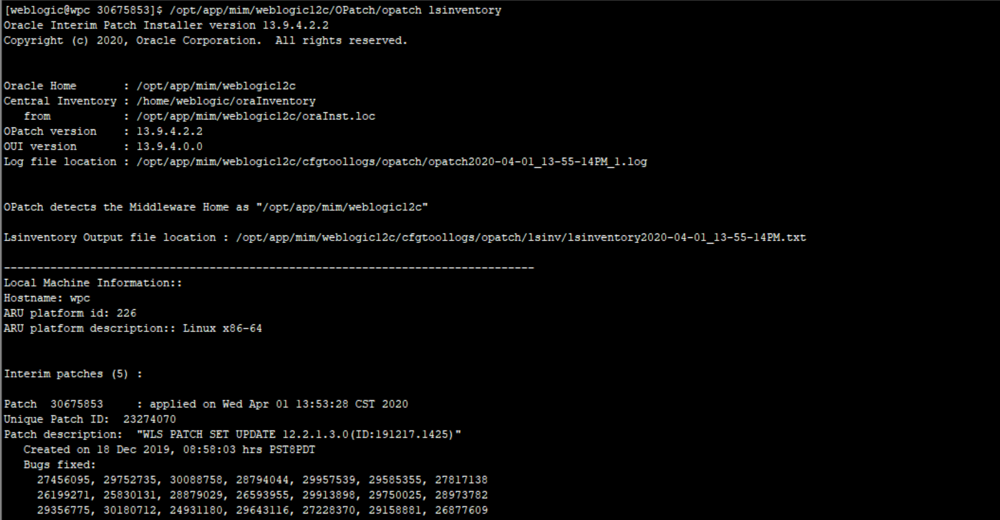 [weblogic@wpc 30675853]$ /opt/app/mim/weblogic12c/OPatch/opatch lsinventory
Oracle Interim Patch Installer version 13.9.4.2.2
Copyright (c) 2020, Oracle Corporation.  All rights reserved.
Oracle Home       : /opt/app/mim/weblogic12c
Central Inventory : /home/weblogic/oraInventory
   from           : /opt/app/mim/weblogic12c/oraInst.loc
OPatch version    : 13.9.4.2.2
OUI version       : 13.9.4.0.0
Log file location : /opt/app/mim/weblogic12c/cfgtoollogs/opatch/opatch2020-04-01_13-55-14PM_1.log
OPatch detects the Middleware Home as "/opt/app/mim/weblogic12c"
Lsinventory Output file location : /opt/app/mim/weblogic12c/cfgtoollogs/opatch/lsinv/lsinventory2020-04-01_13-55-14PM.txt
--------------------------------------------------------------------------------
Local Machine Information::
Hostname: wpc
ARU platform id: 226
ARU platform description:: Linux x86-64
Interim patches (5) :
Patch  30675853     : applied on Wed Apr 01 13:53:28 CST 2020
Unique Patch ID:  23274070
Patch description:  "WLS PATCH SET UPDATE 12.2.1.3.0(ID:191217.1425)"
   Created on 18 Dec 2019, 08:58:03 hrs PST8PDT
   Bugs fixed:
     27456095, 29752735, 30088758, 28794044, 29957539, 29585355, 27817138
     26199271, 25830131, 28879029, 26593955, 29913898, 29750025, 28973782
     29356775, 30180712, 24931180, 29643116, 27228370, 29158881, 26877609